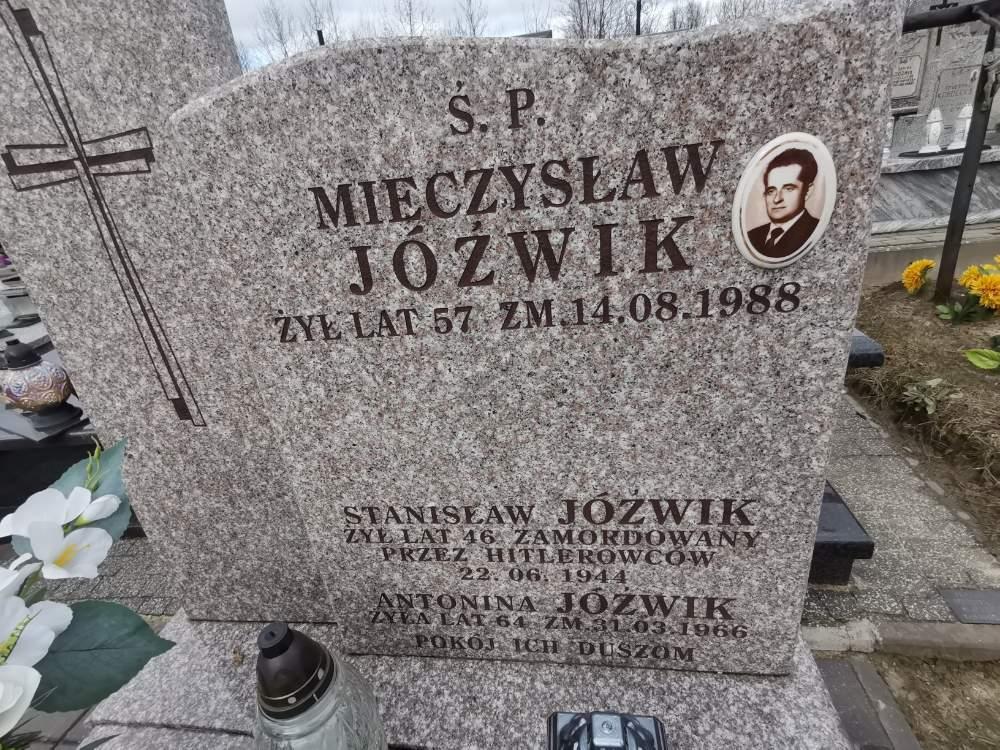 Ś. P.
MIECZYSŁAW
JÓŹWIK
ŻYŁ LAT 57 ZM.14.08.1988.
STANISŁAW JÓŹWIK
ŻYŁ LAT 46 ZAMORDOWANY
PRZEZ HITLEROWCÓW
22. 06. 1944
ANTONINA JÓŹWIK
ŻYŁA LAT 64 ZM.31.03.1966
POKÓJ ICH DUSZOM